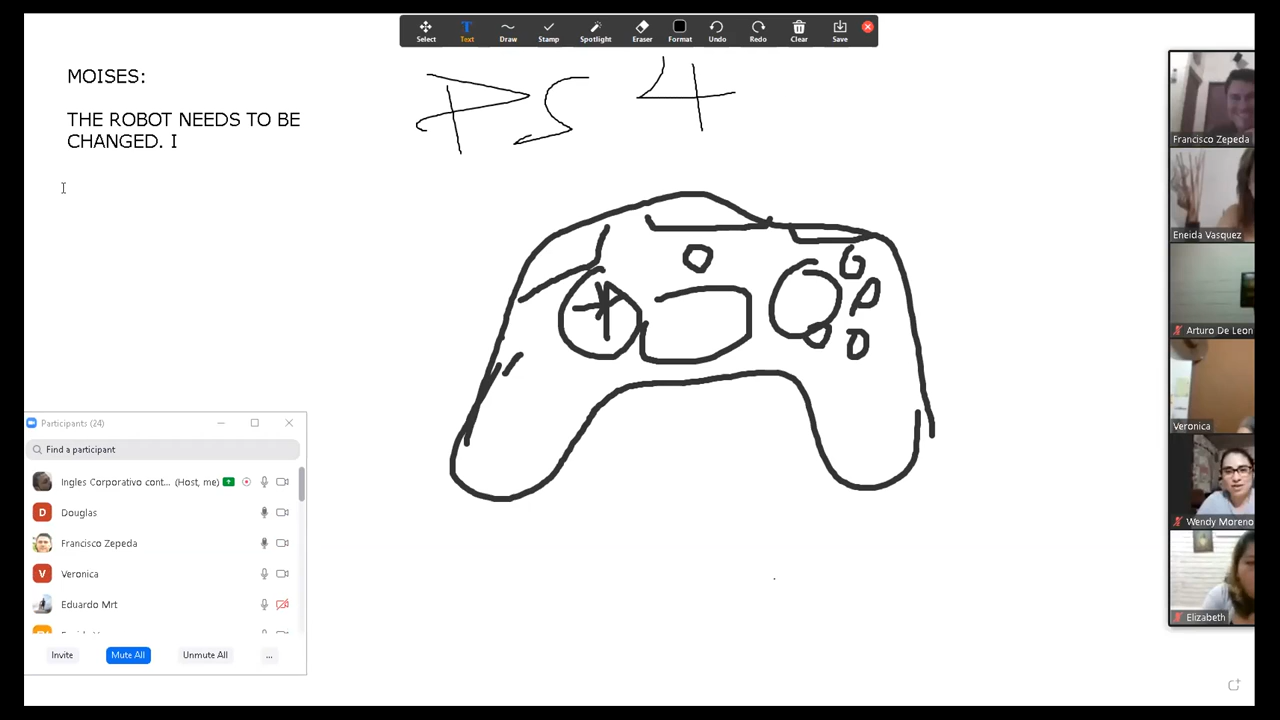 Select Text Draw Stamp Spotlight Eraser Format Undo Redo Clear Save
MOISES:
THE ROBOT NEEDS TO BE
CHANGED. I
PS 4
Francisco Zepeda
Eneida Vasquez
Arturo De Leon
Veronica
Wendy Moreno
Elizabeth
Participants (24)
Find a participant
Ingles Corporativo cont... (Host, me)
D Douglas
Francisco Zepeda
V Veronica
Eduardo Mrt
Invite Mute All Unmute All ...